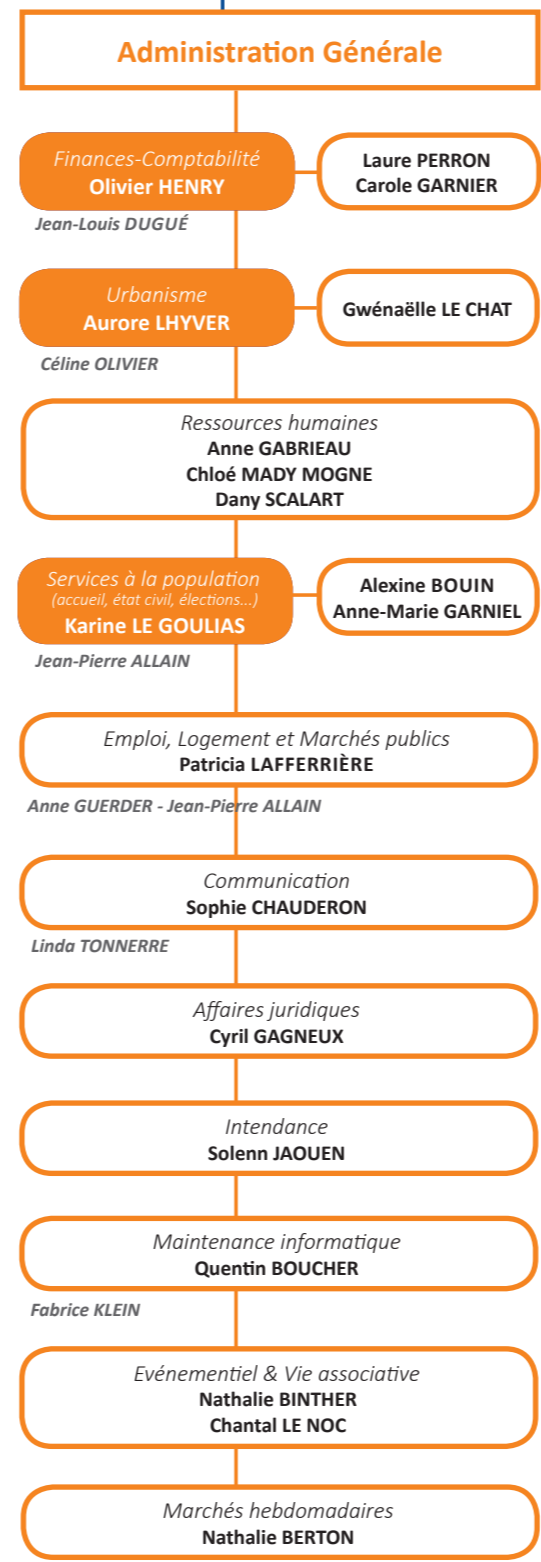 Administration Générale
Finances-Comptabilité
Olivier HENRY
Laure PERRON
Carole GARNIER
Jean-Louis DUGUÉ
Urbanisme
Aurore LHYVER
Gwénaëlle LE CHAT
Céline OLIVIER
Ressources humaines
Anne GABRIEAU
Chloé MADY MOGNE
Dany SCALART
Services à la population
(accueil, état civil, élections...)
Karine LE GOULIAS
Alexine BOUIN
Anne-Marie GARNIEL
Jean-Pierre ALLAIN
Emploi, Logement et Marchés publics
Patricia LAFFERRIÈRE
Anne GUERDER - Jean-Pierre ALLAIN
Communication
Sophie CHAUDERON
Linda TONNERRE
Affaires juridiques
Cyril GAGNEUX
Intendance
Solenn JAOUEN
Maintenance informatique
Quentin BOUCHER
Fabrice KLEIN
Evénementiel & Vie associative
Nathalie BINTHER
Chantal LE NOC
Marchés hebdomadaires
Nathalie BERTON